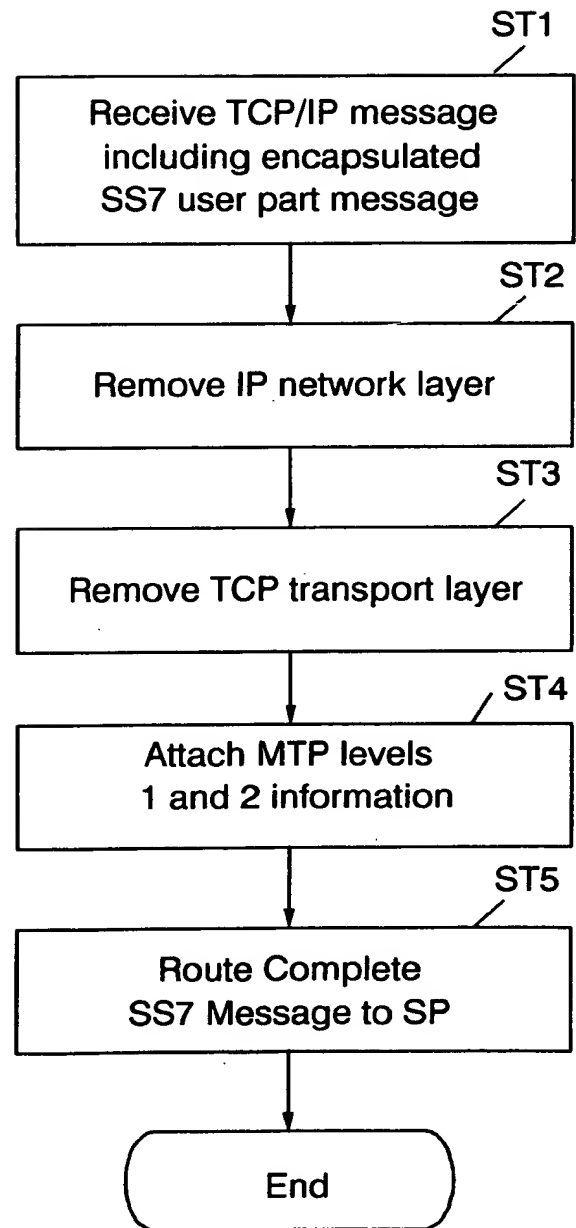 ST1
Receive TCP/IP message
including encapsulated
SS7 user part message
ST2
Remove IP network layer
ST3
Remove TCP transport layer
ST4
Attach MTP levels
1 and 2 information
ST5
Route Complete
SS7 Message to SP
End